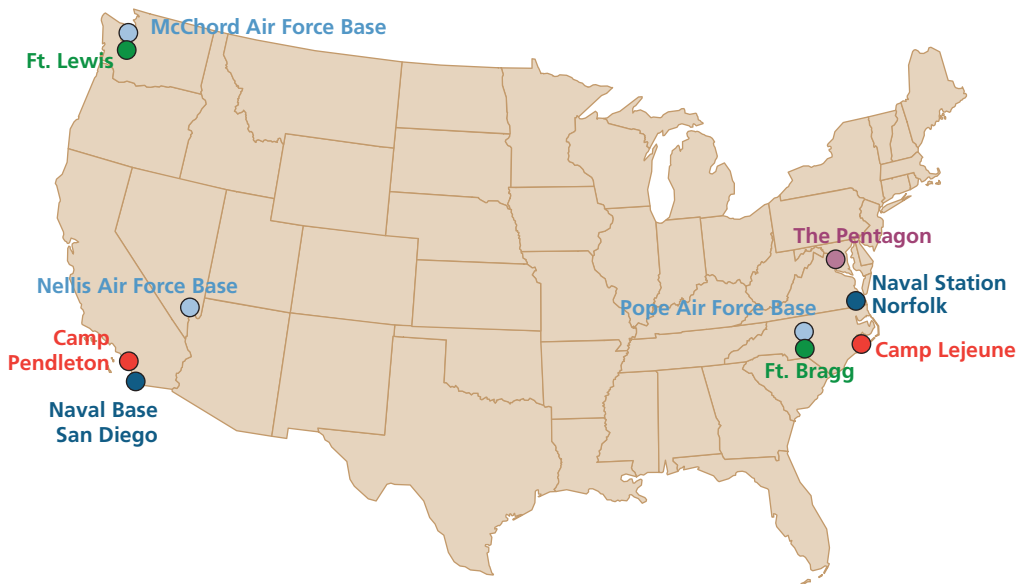 McChord Air Force Base
Ft. Lewis
The Pentagon
Nellis Air Force Base
Naval Station
Norfolk
Pope Air Force Base
Camp
Pendleton
Camp Lejeune
Ft. Bragg
Naval Base
San Diego